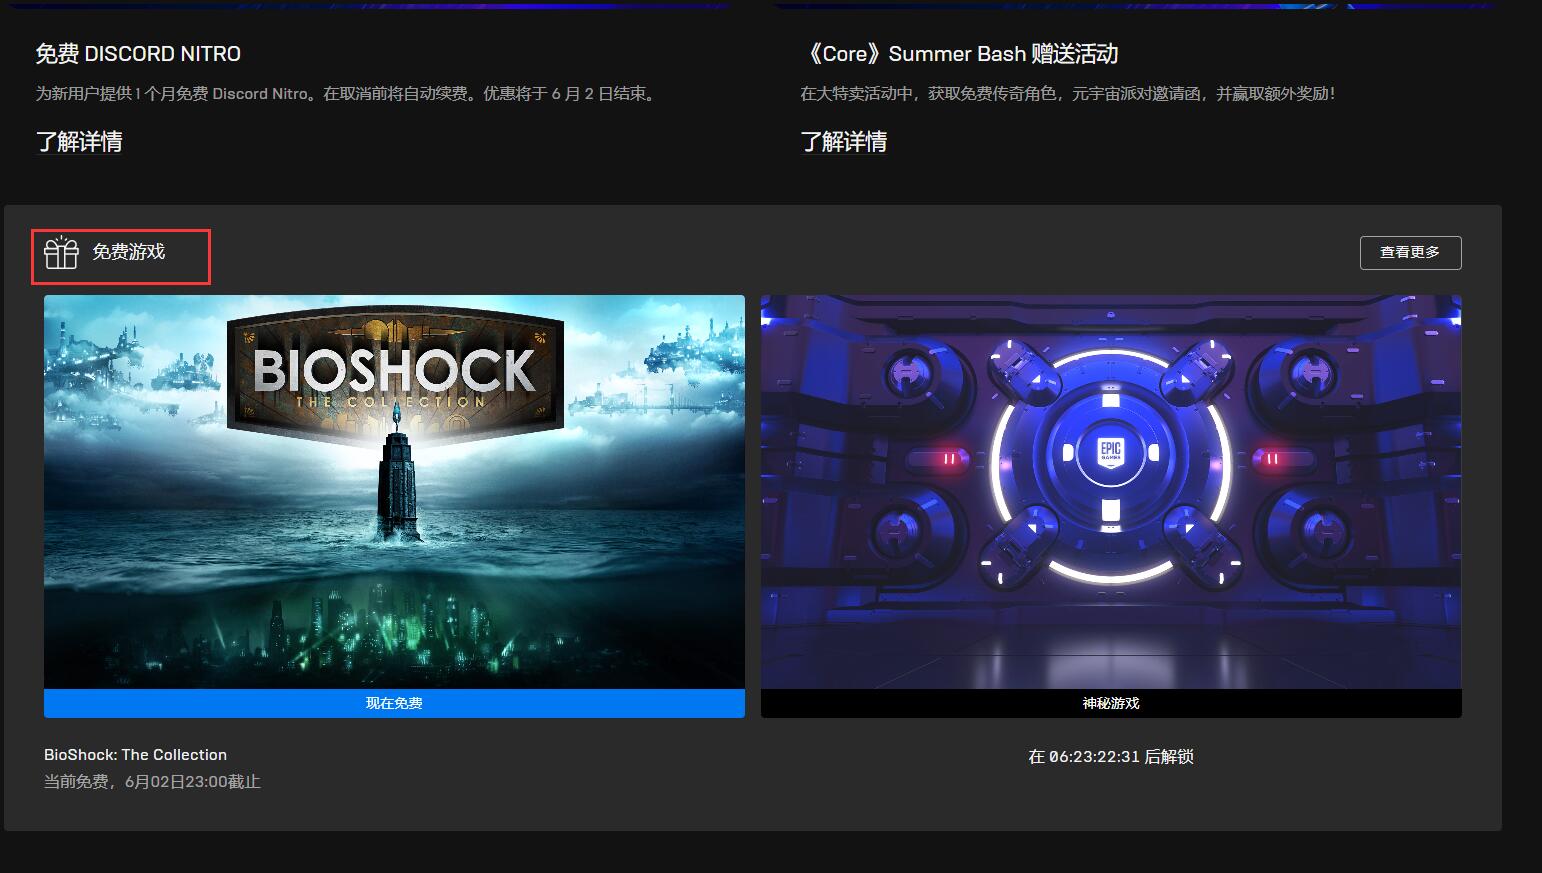 免费 DISCORD NITRO
为新用户提供 1 个月免费 Discord Nitro。在取消前将自动续费。优惠将于 6 月 2 日结束。
了解详情
《Core》Summer Bash 赠送活动
在大特卖活动中，获取免费传奇角色，元宇宙派对邀请函，并赢取额外奖励！
了解详情
免费游戏
查看更多
BIOSHOCK
THE COLLECTION
现在免费
BioShock: The Collection
当前免费，6月02日23:00截止
EPIC
GAMES
神秘游戏
在 06:23:22:31 后解锁